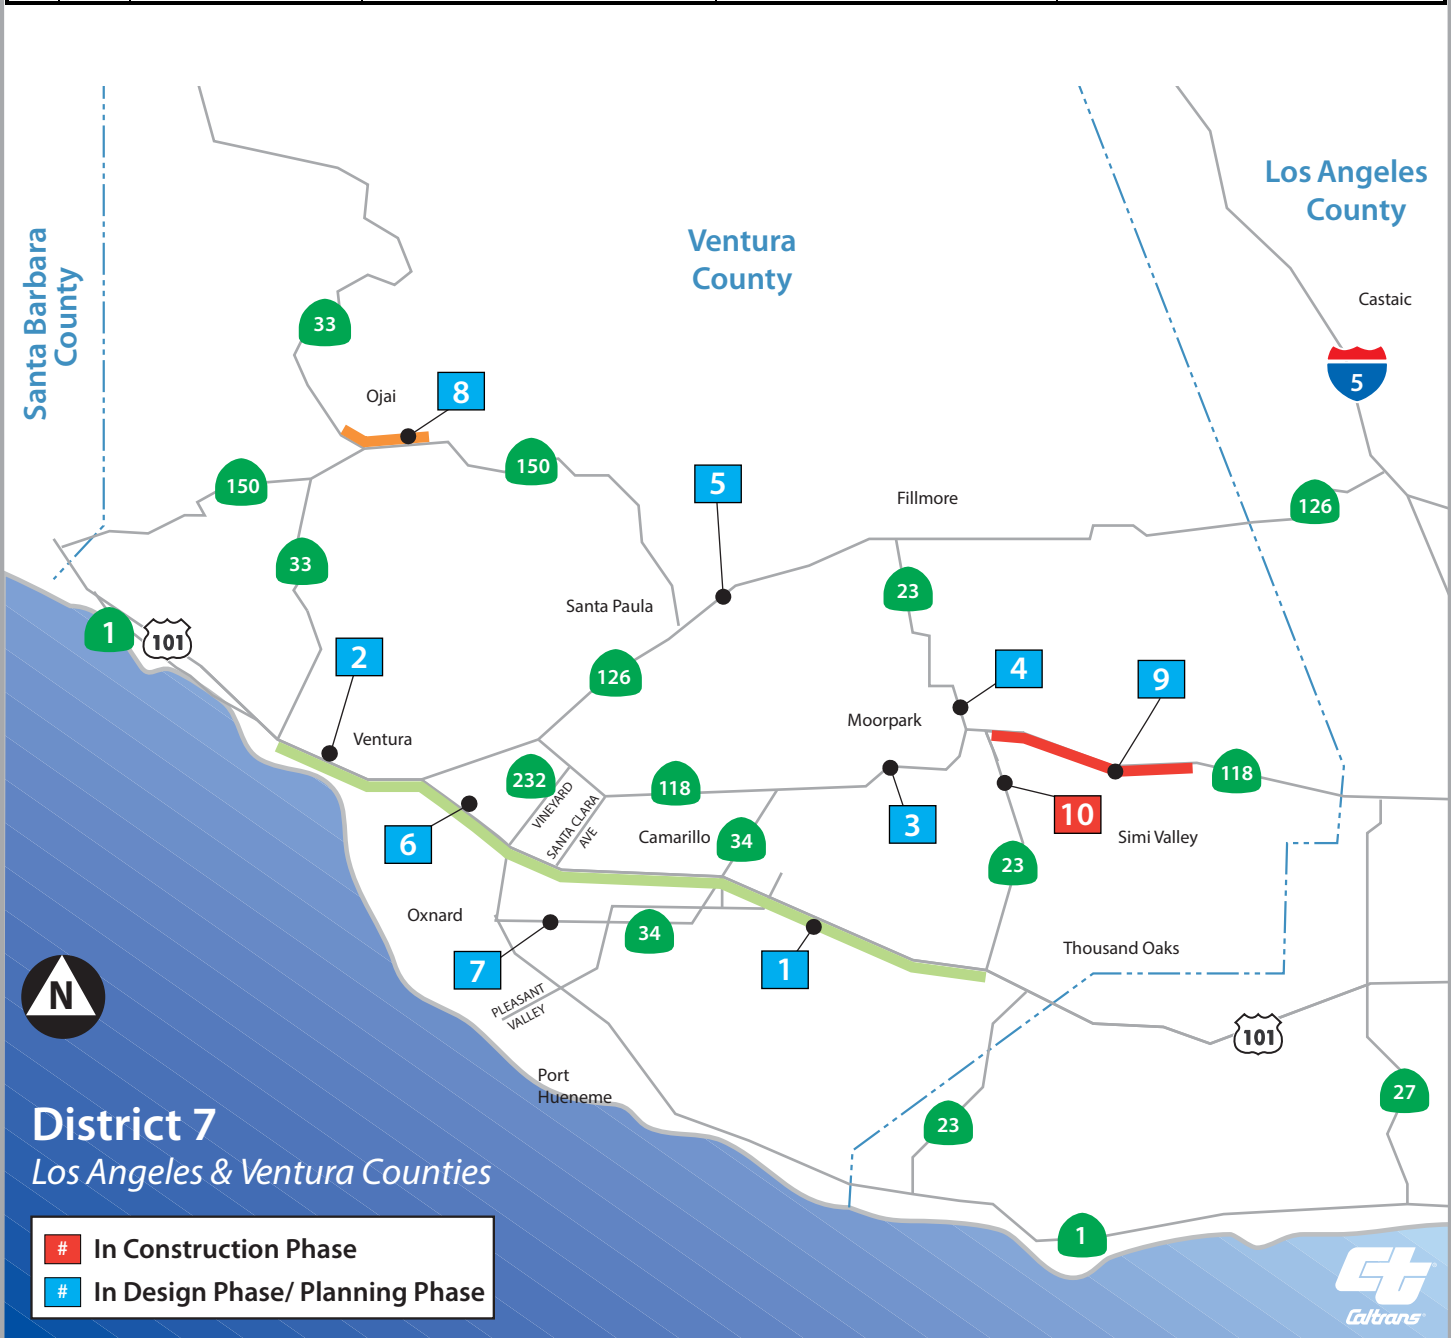 Los Angeles
County
Santa Barbara
County
Ventura
County
Castaic
33
5
Ojai
8
150
150
5
Fillmore
126
33
23
Santa Paula
1
101
2
126
4
9
Moorpark
Ventura
232
VINEYARD
118
118
SANTA CLARA
AVE
Camarillo
34
3
10
Simi Valley
6
23
Oxnard
34
7
1
Thousand Oaks
N
PLEASANT
VALLEY
101
Port
Hueneme
27
23
District 7
Los Angeles & Ventura Counties
1
# In Construction Phase
# In Design Phase/ Planning Phase
Ct
Caltrans